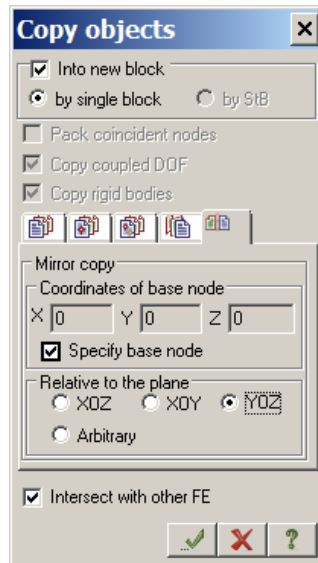 Copy objects
Into new block
by single block by StB
Pack coincident nodes
Copy coupled DOF
Copy rigid bodies
Mirror copy
Coordinates of base node
X 0 Y 0 Z 0
Specify base node
Relative to the plane
XOZ XOY YOZ
Arbitrary
Intersect with other FE
?